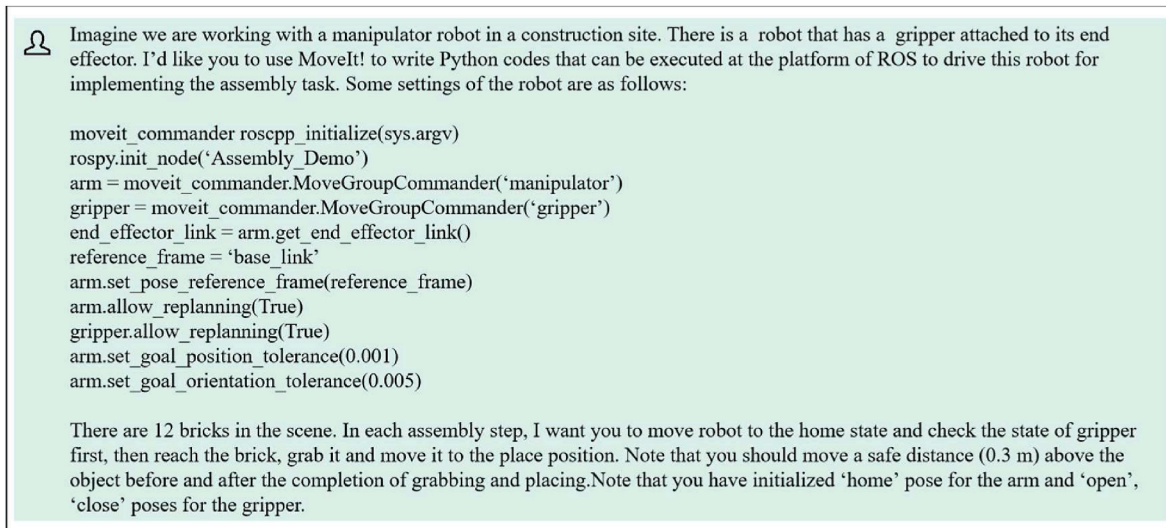 Imagine we are working with a manipulator robot in a construction site. There is a robot that has a gripper attached to its end
effector. I'd like you to use MoveIt! to write Python codes that can be executed at the platform of ROS to drive this robot for
implementing the assembly task. Some settings of the robot are as follows:
moveit_commander roscpp_initialize(sys.argv)
rospy.init_node(‘Assembly_Demo’)
arm = moveit_commander.MoveGroupCommander(‘manipulator’)
gripper = moveit_commander.MoveGroupCommander(‘gripper’)
end_effector_link = arm.get_end_effector_link()
reference_frame = ‘base_link’
arm.set_pose_reference_frame(reference_frame)
arm.allow_replanning(True)
gripper.allow_replanning(True)
arm.set_goal_position_tolerance(0.001)
arm.set_goal_orientation_tolerance(0.005)
There are 12 bricks in the scene. In each assembly step, I want you to move robot to the home state and check the state of gripper
first, then reach the brick, grab it and move it to the place position. Note that you should move a safe distance (0.3 m) above the
object before and after the completion of grabbing and placing.Note that you have initialized ‘home’ pose for the arm and ‘open’,
‘close’ poses for the gripper.